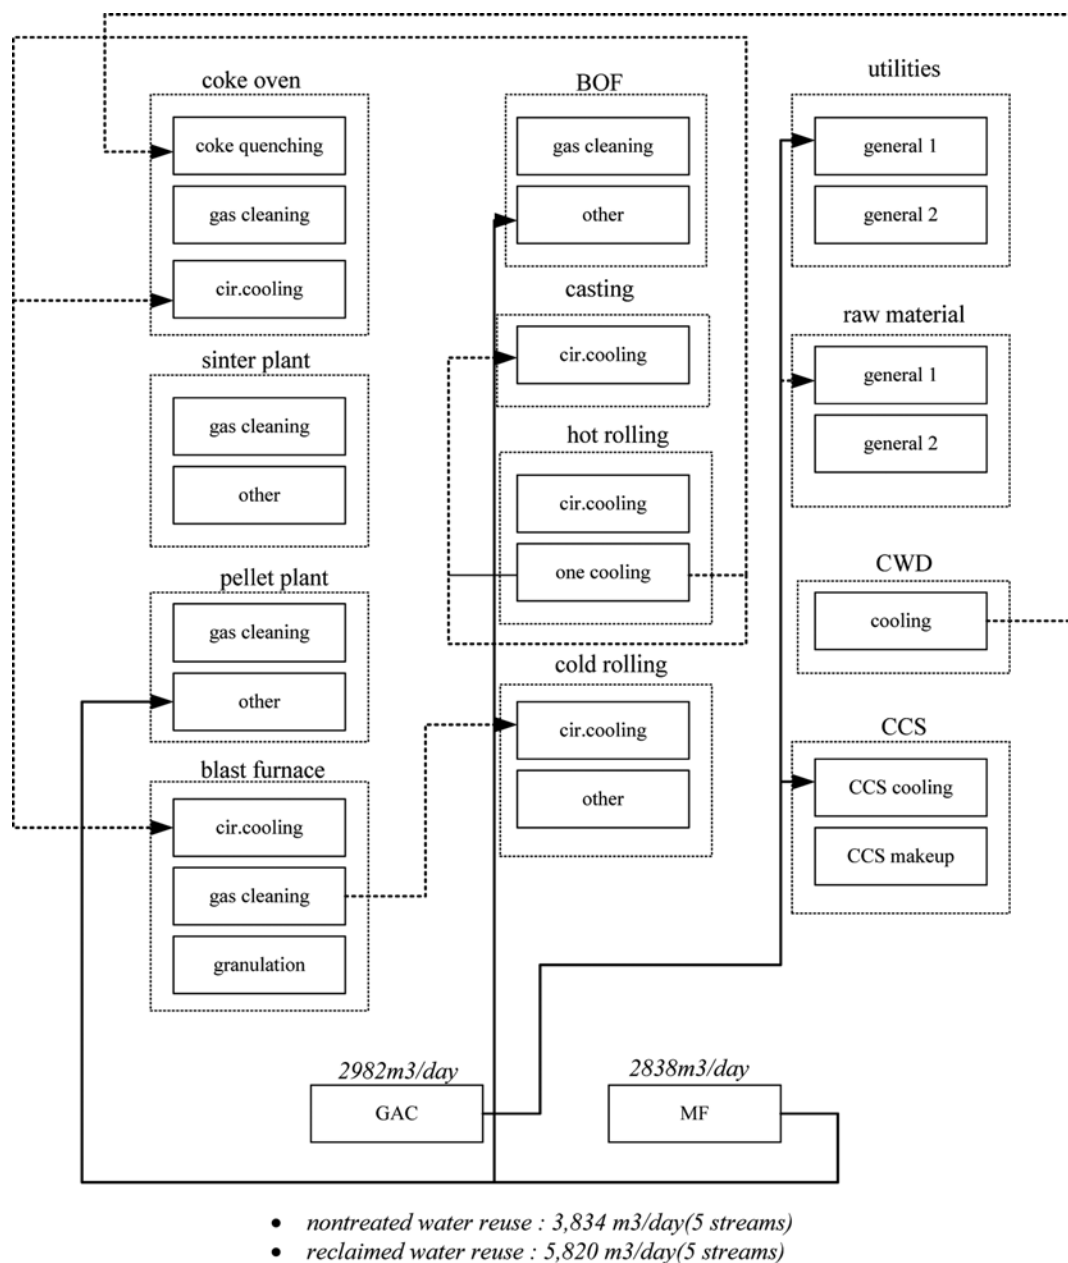 coke oven
coke quenching
gas cleaning
cir.cooling
sinter plant
gas cleaning
other
pellet plant
gas cleaning
other
blast furnace
cir.cooling
gas cleaning
granulation
BOF
gas cleaning
other
casting
cir.cooling
hot rolling
cir.cooling
one cooling
cold rolling
cir.cooling
other
utilities
general 1
general 2
raw material
general 1
general 2
CWD
cooling
CCS
CCS cooling
CCS makeup
2982m3/day
GAC
2838m3/day
MF
• nontreated water reuse : 3,834 m3/day(5 streams)
• reclaimed water reuse : 5,820 m3/day(5 streams)